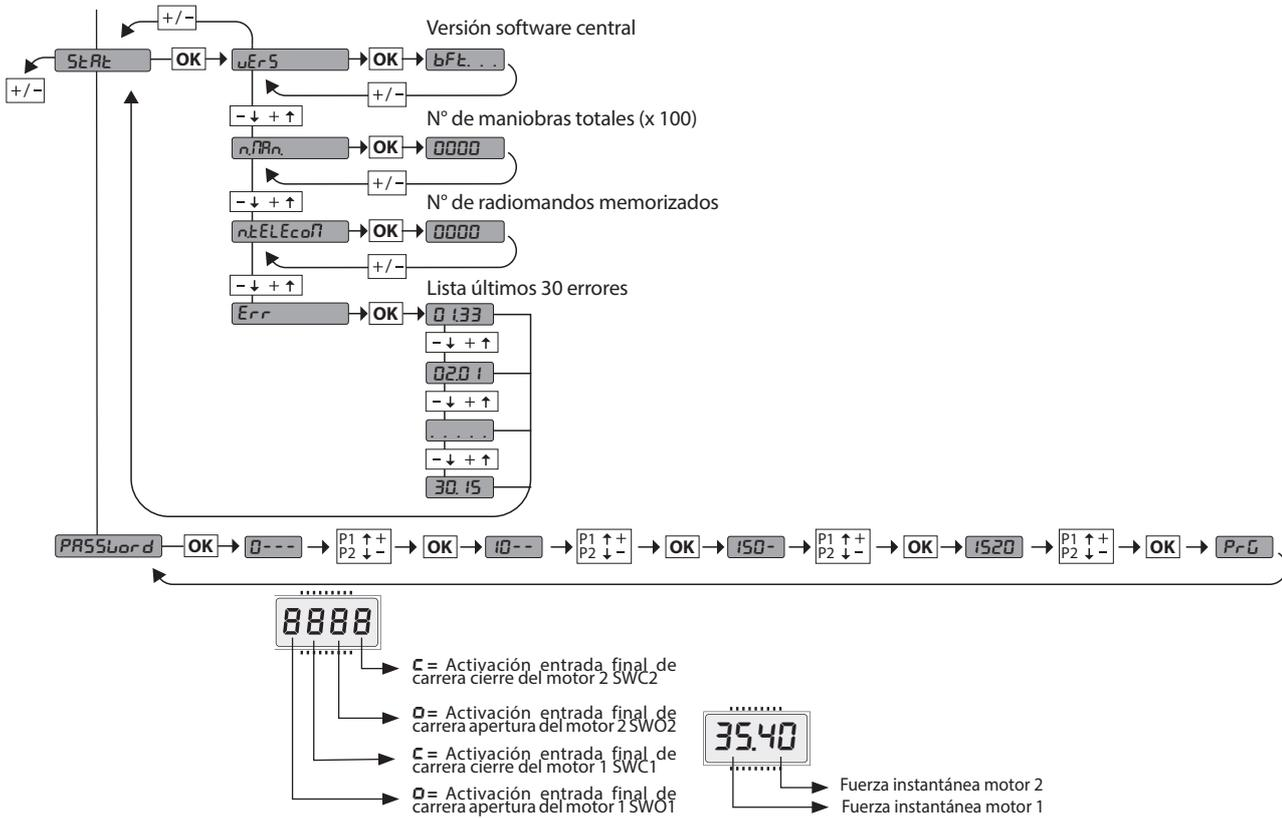 +/-
Versión software central
StAt OK vErS OK bFt...
+/-
+/-
- ↓ + ↑
N° de maniobras totales (x 100)
n.MAn. OK 0000
+/-
- ↓ + ↑
N° de radiomandos memorizados
n.tELEcoM OK 0000
+/-
- ↓ + ↑
Lista últimos 30 errores
Err OK 01.33
- ↓ + ↑
02.01
- ↓ + ↑
. . . . .
- ↓ + ↑
30.15
PASSword OK 0--- P1 ↑ + OK 10-- P1 ↑ + OK 150- P1 ↑ + OK 1520 P1 ↑ + OK PrG
P2 ↓ - P2 ↓ - P2 ↓ - P2 ↓ -
8888
C = Activación entrada final de
carrera cierre del motor 2 SWC2
O = Activación entrada final de
carrera apertura del motor 2 SWO2
C = Activación entrada final de
carrera cierre del motor 1 SWC1
O = Activación entrada final de
carrera apertura del motor 1 SWO1
35.40
Fuerza instantánea motor 2
Fuerza instantánea motor 1